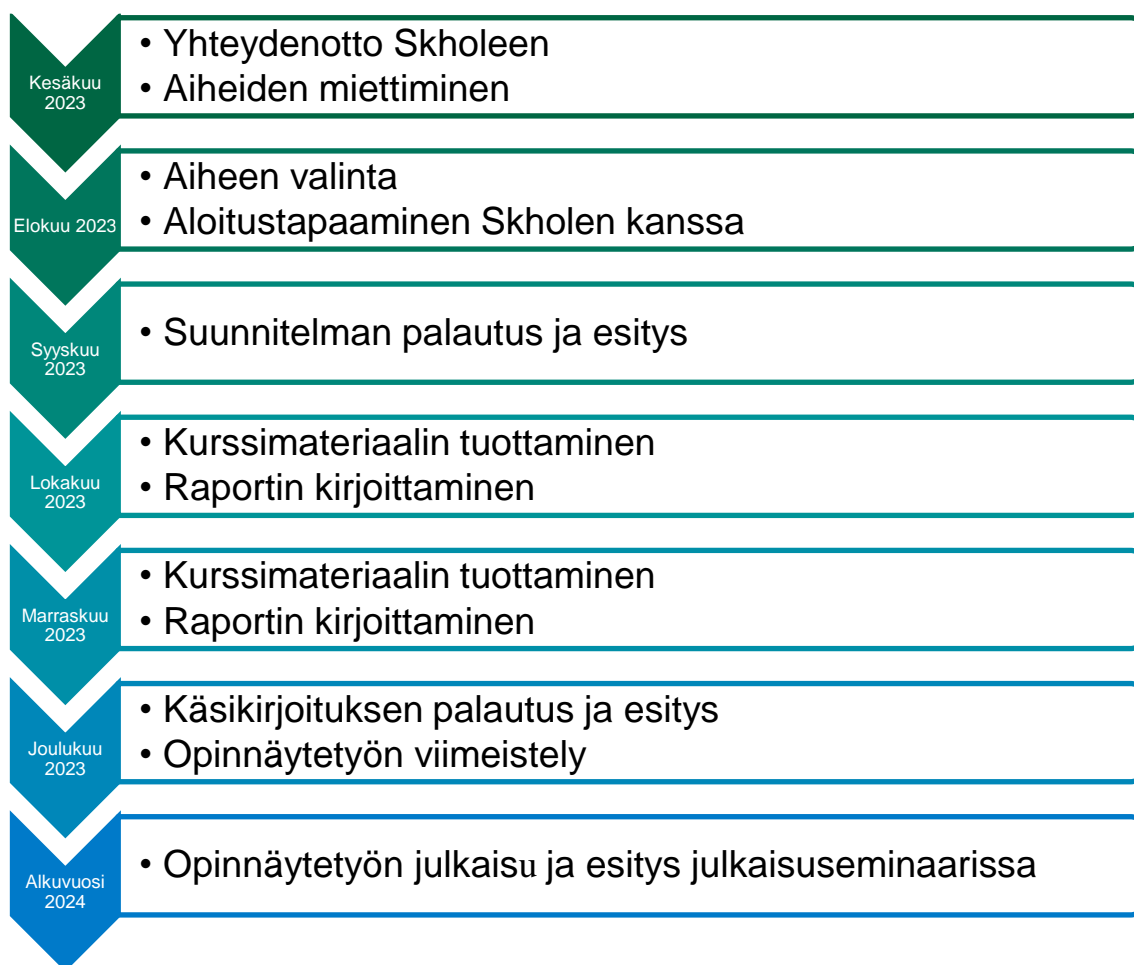 Kesäkuu
2023
• Yhteydenotto Skholeen
• Aiheiden miettiminen
Elokuu 2023
• Aiheen valinta
• Aloitustapaaminen Skholen kanssa
Syyskuu
2023
• Suunnitelman palautus ja esitys
Lokakuu
2023
• Kurssimateriaalin tuottaminen
• Raportin kirjoittaminen
Marraskuu
2023
• Kurssimateriaalin tuottaminen
• Raportin kirjoittaminen
Joulukuu
2023
• Käsikirjoituksen palautus ja esitys
• Opinnäytetyön viimeistely
Alkuvuosi
2024
• Opinnäytetyön julkaisu ja esitys julkaisuseminaarissa